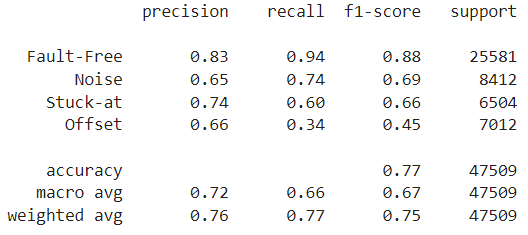 precision recall f1-score support
Fault-Free 0.83 0.94 0.88 25581
Noise 0.65 0.74 0.69 8412
Stuck-at 0.74 0.60 0.66 6504
Offset 0.66 0.34 0.45 7012
accuracy 0.77 47509
macro avg 0.72 0.66 0.67 47509
weighted avg 0.76 0.77 0.75 47509